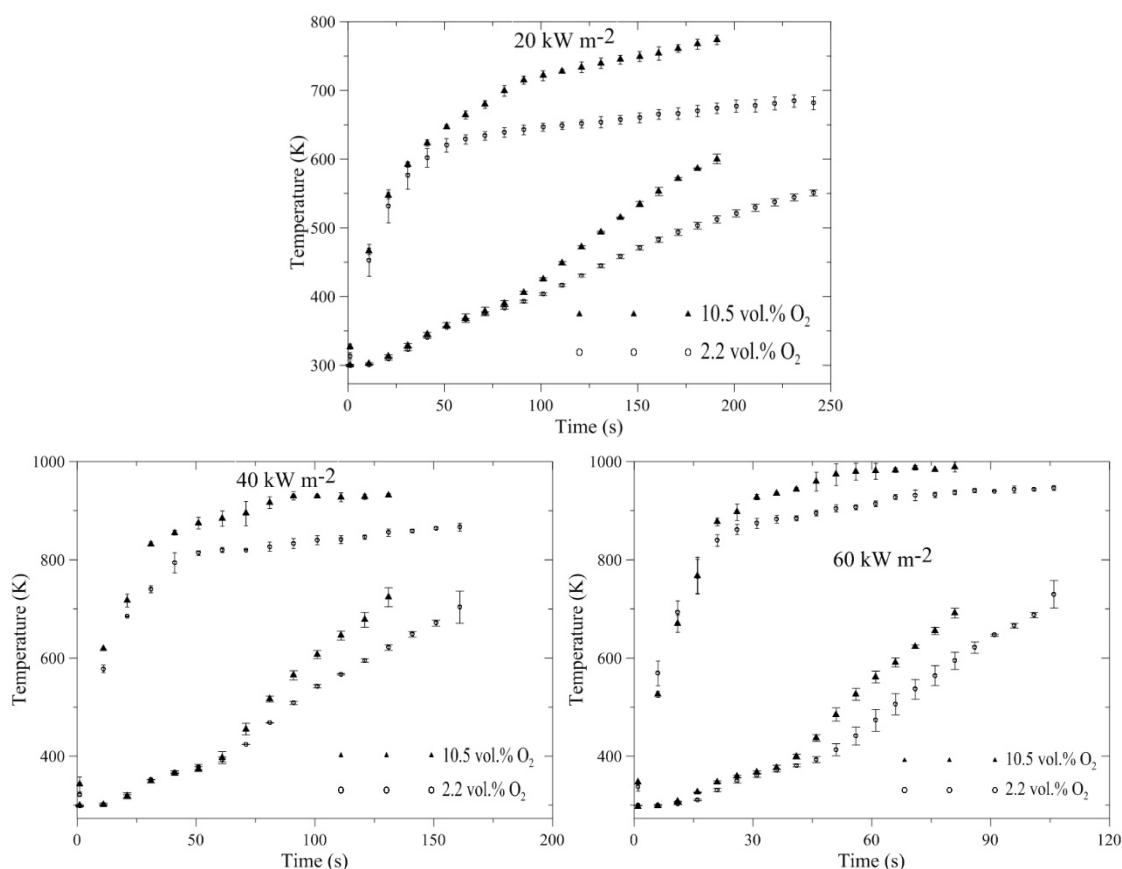 800
20 kW m-2
700
600
500
400
300
Temperature (K)
10.5 vol.% O₂
2.2 vol.% O₂
0 50 100 150 200 250
Time (s)
1000
40 kW m-2
800
600
400
Temperature (K)
10.5 vol.% O₂
2.2 vol.% O₂
0 50 100 150 200
Time (s)
1000
800
60 kW m-2
600
400
Temperature (K)
10.5 vol.% O₂
2.2 vol.% O₂
0 30 60 90 120
Time (s)